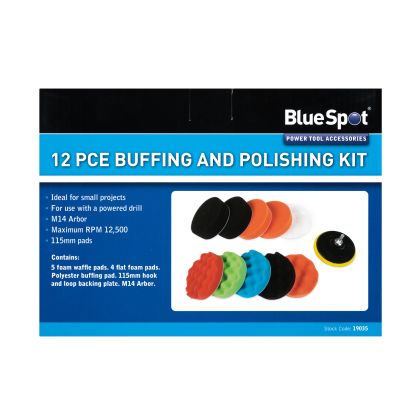 BlueSpot®
POWER TOOL ACCESSORIES
12 PCE BUFFING AND POLISHING KIT
• Ideal for small projects
• For use with a powered drill
• M14 Arbor
• Maximum RPM 12,500
• 115mm pads
Contains:
5 foam waffle pads. 4 flat foam pads.
Polyester buffing pad. 115mm hook
and loop backing plate. M14 Arbor.
Stock Code: 19035